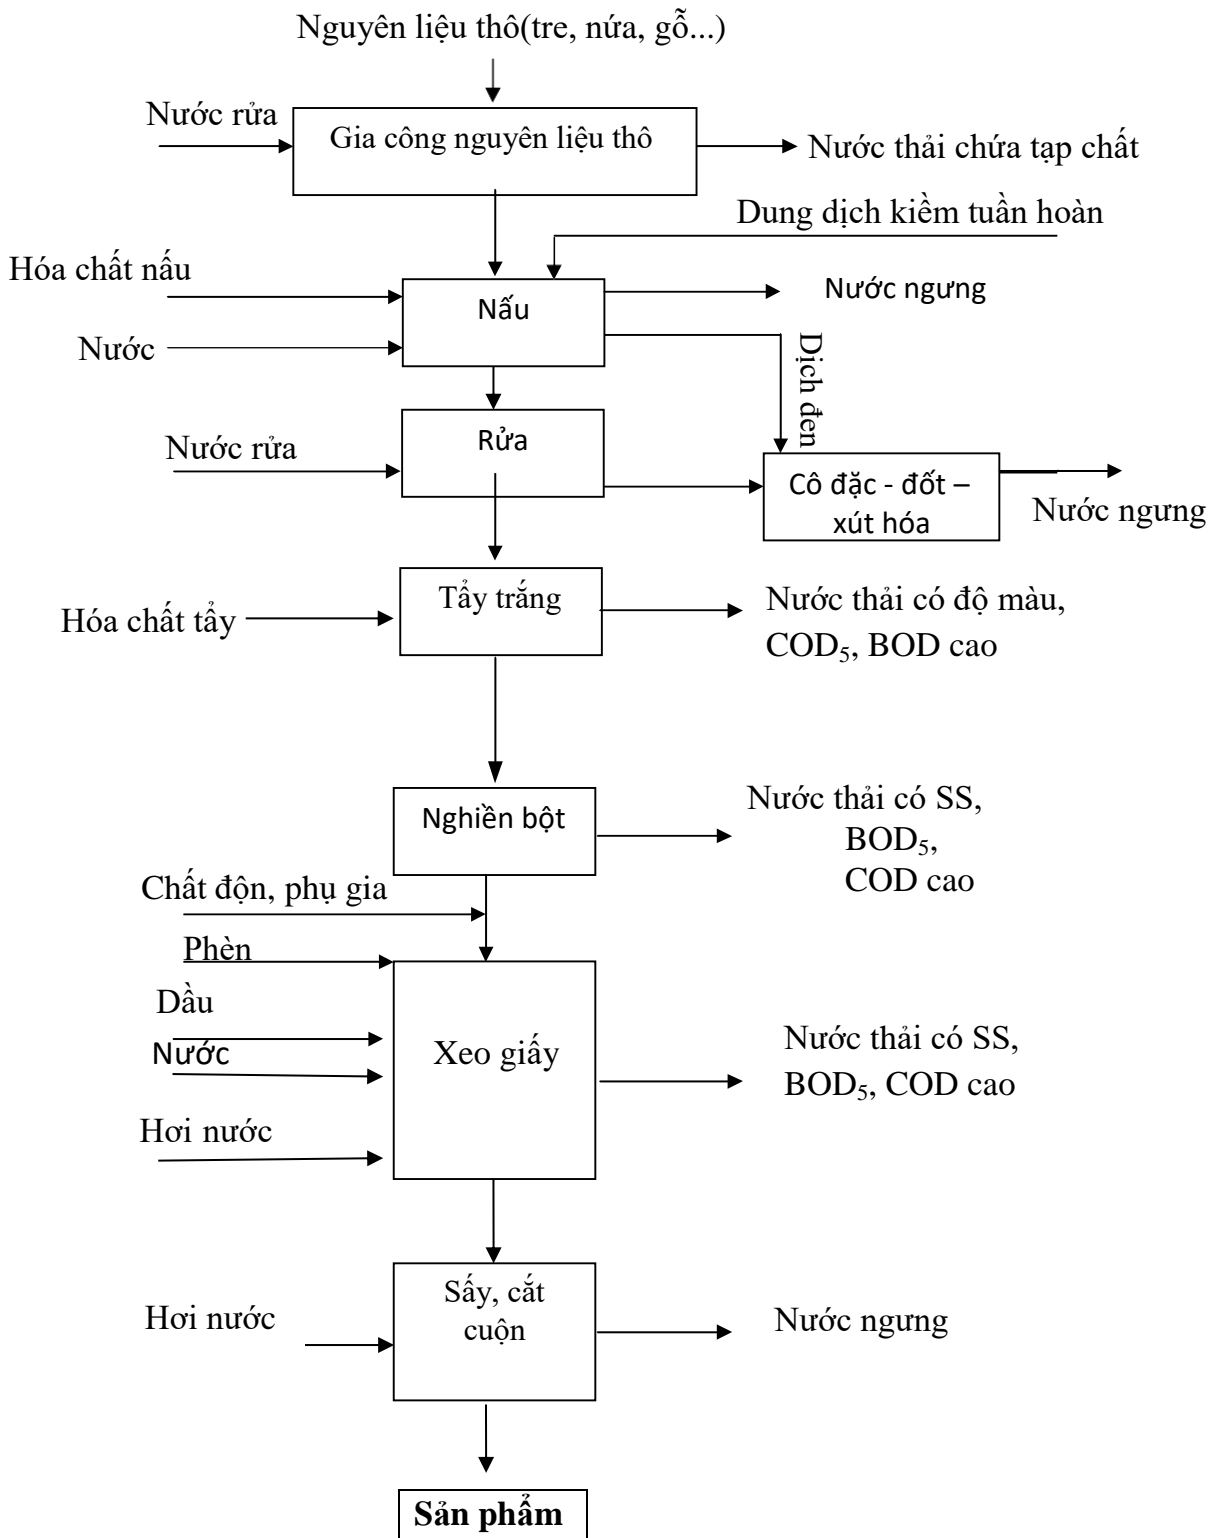 Nguyên liệu thô(tre, nứa, gỗ...)
Nước rửa
Gia công nguyên liệu thô
Nước thải chứa tạp chất
Dung dịch kiềm tuần hoàn
Hóa chất nấu
Nấu
Nước ngưng
Nước
Dịch đen
Rửa
Nước rửa
Cô đặc - đốt –
xút hóa
Nước ngưng
Tẩy trắng
Hóa chất tẩy
Nước thải có độ màu,
COD₅, BOD cao
Nghiền bột
Nước thải có SS,
BOD₅,
COD cao
Chất độn, phụ gia
Phèn
Dầu
Nước
Xeo giấy
Nước thải có SS,
BOD₅, COD cao
Hơi nước
Sấy, cắt
cuộn
Hơi nước
Nước ngưng
Sản phẩm